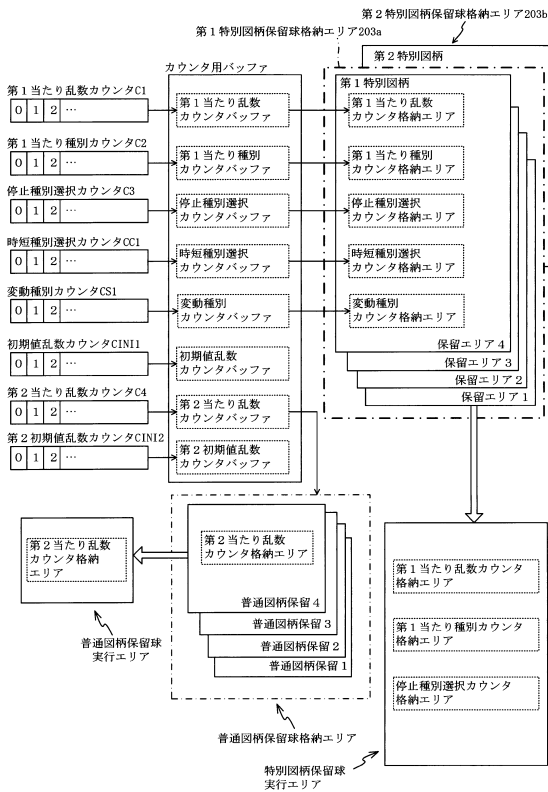 第２特別図柄保留球格納エリア203b
第１特別図柄保留球格納エリア203a
第２特別図柄
カウンタ用バッファ
第１特別図柄
第１当たり乱数カウンタC1
0 1 2 …
第１当たり乱数
カウンタバッファ
第１当たり乱数
カウンタ格納エリア
第１当たり種別カウンタC2
0 1 2 …
第１当たり種別
カウンタバッファ
第１当たり種別
カウンタ格納エリア
停止種別選択カウンタC3
0 1 2 …
停止種別選択
カウンタバッファ
停止種別選択
カウンタ格納エリア
時短種別選択カウンタCC1
0 1 2 …
時短種別選択
カウンタバッファ
時短種別選択
カウンタ格納エリア
変動種別カウンタCS1
0 1 2 …
変動種別
カウンタバッファ
変動種別
カウンタ格納エリア
保留エリア４
保留エリア３
保留エリア２
保留エリア１
初期値乱数カウンタCINI1
0 1 2 …
初期値乱数
カウンタバッファ
第２当たり乱数カウンタC4
0 1 2 …
第２当たり乱数
カウンタバッファ
第２初期値乱数カウンタCINI2
0 1 2 …
第２初期値乱数
カウンタバッファ
第２当たり乱数
カウンタ格納
エリア
普通図柄保留球
実行エリア
第２当たり乱数
カウンタ格納エリア
普通図柄保留４
普通図柄保留３
普通図柄保留２
普通図柄保留１
普通図柄保留球格納エリア
第１当たり乱数カウンタ
格納エリア
第１当たり種別カウンタ
格納エリア
停止種別選択カウンタ
格納エリア
特別図柄保留球
実行エリア